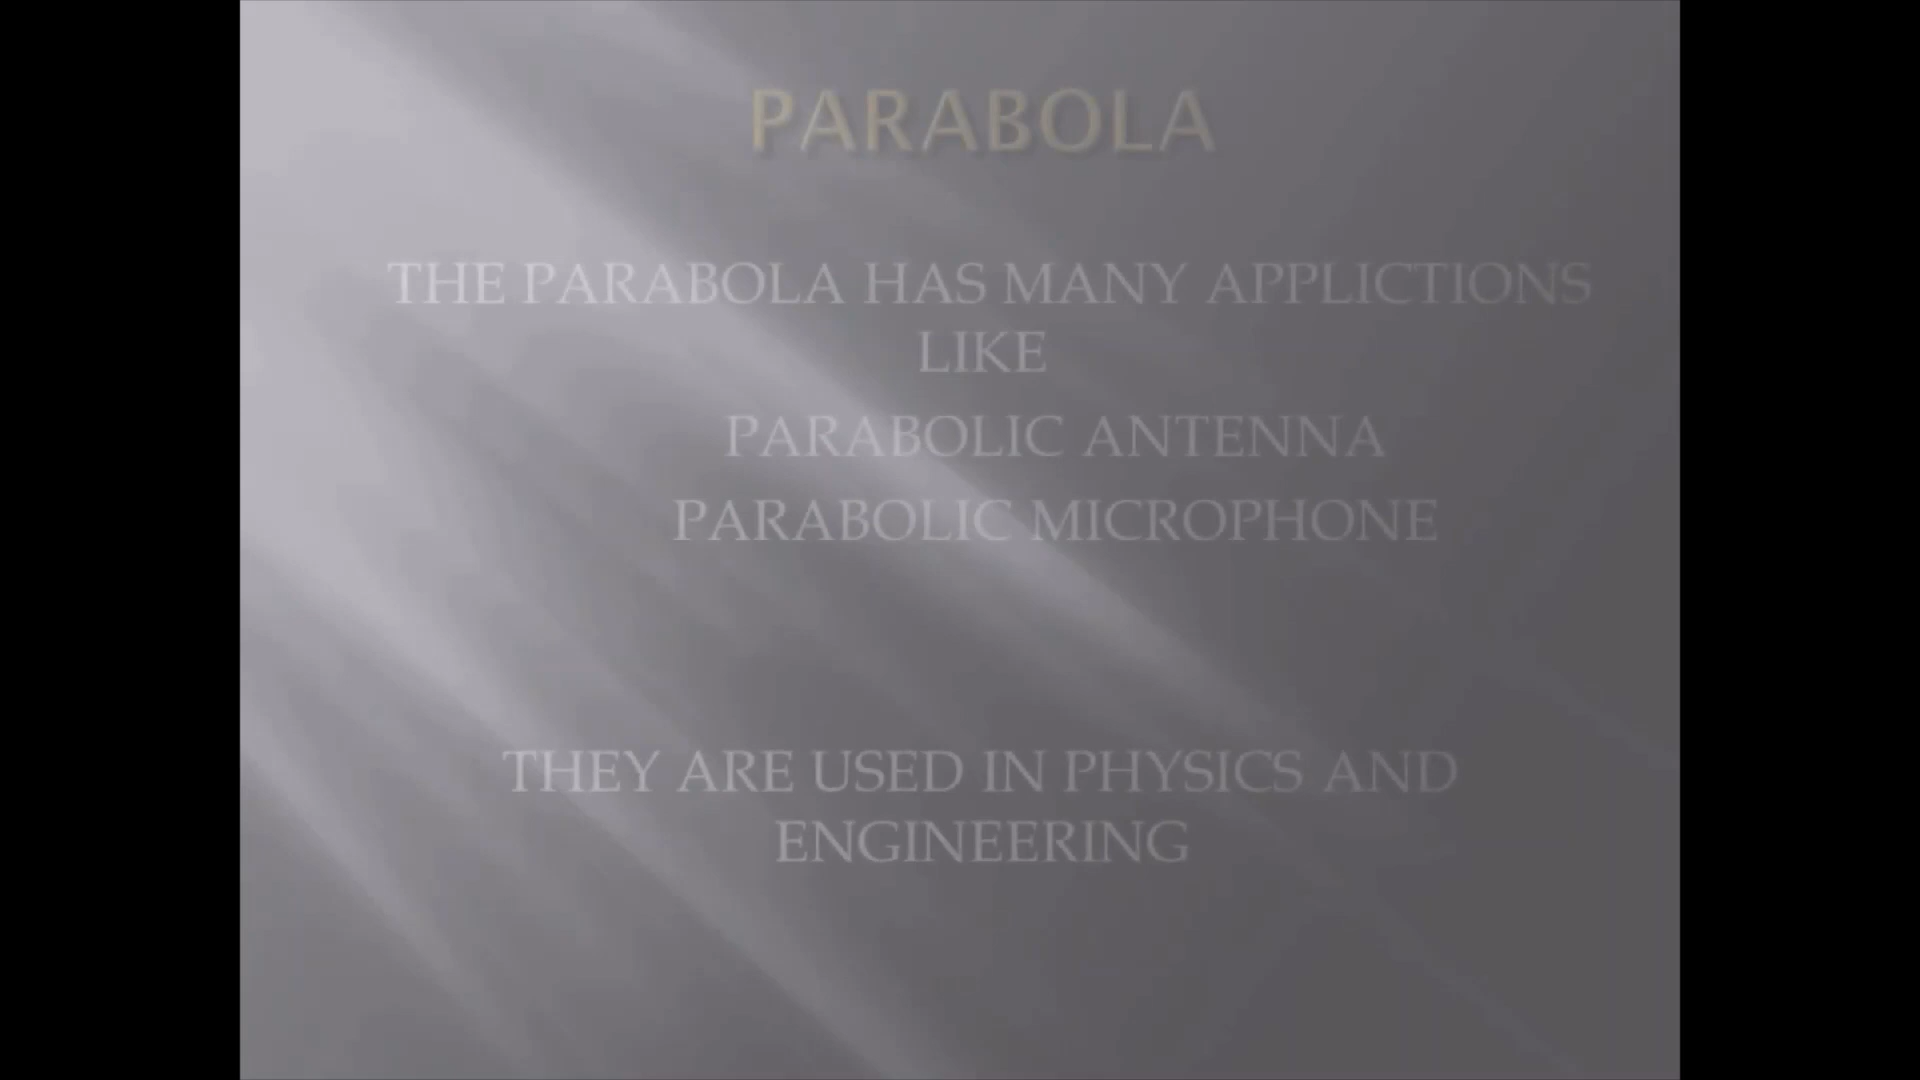 PARABOLA
THE PARABOLA HAS MANY APPLICTIONS
LIKE
PARABOLIC ANTENNA
PARABOLIC MICROPHONE
THEY ARE USED IN PHYSICS AND
ENGINEERING